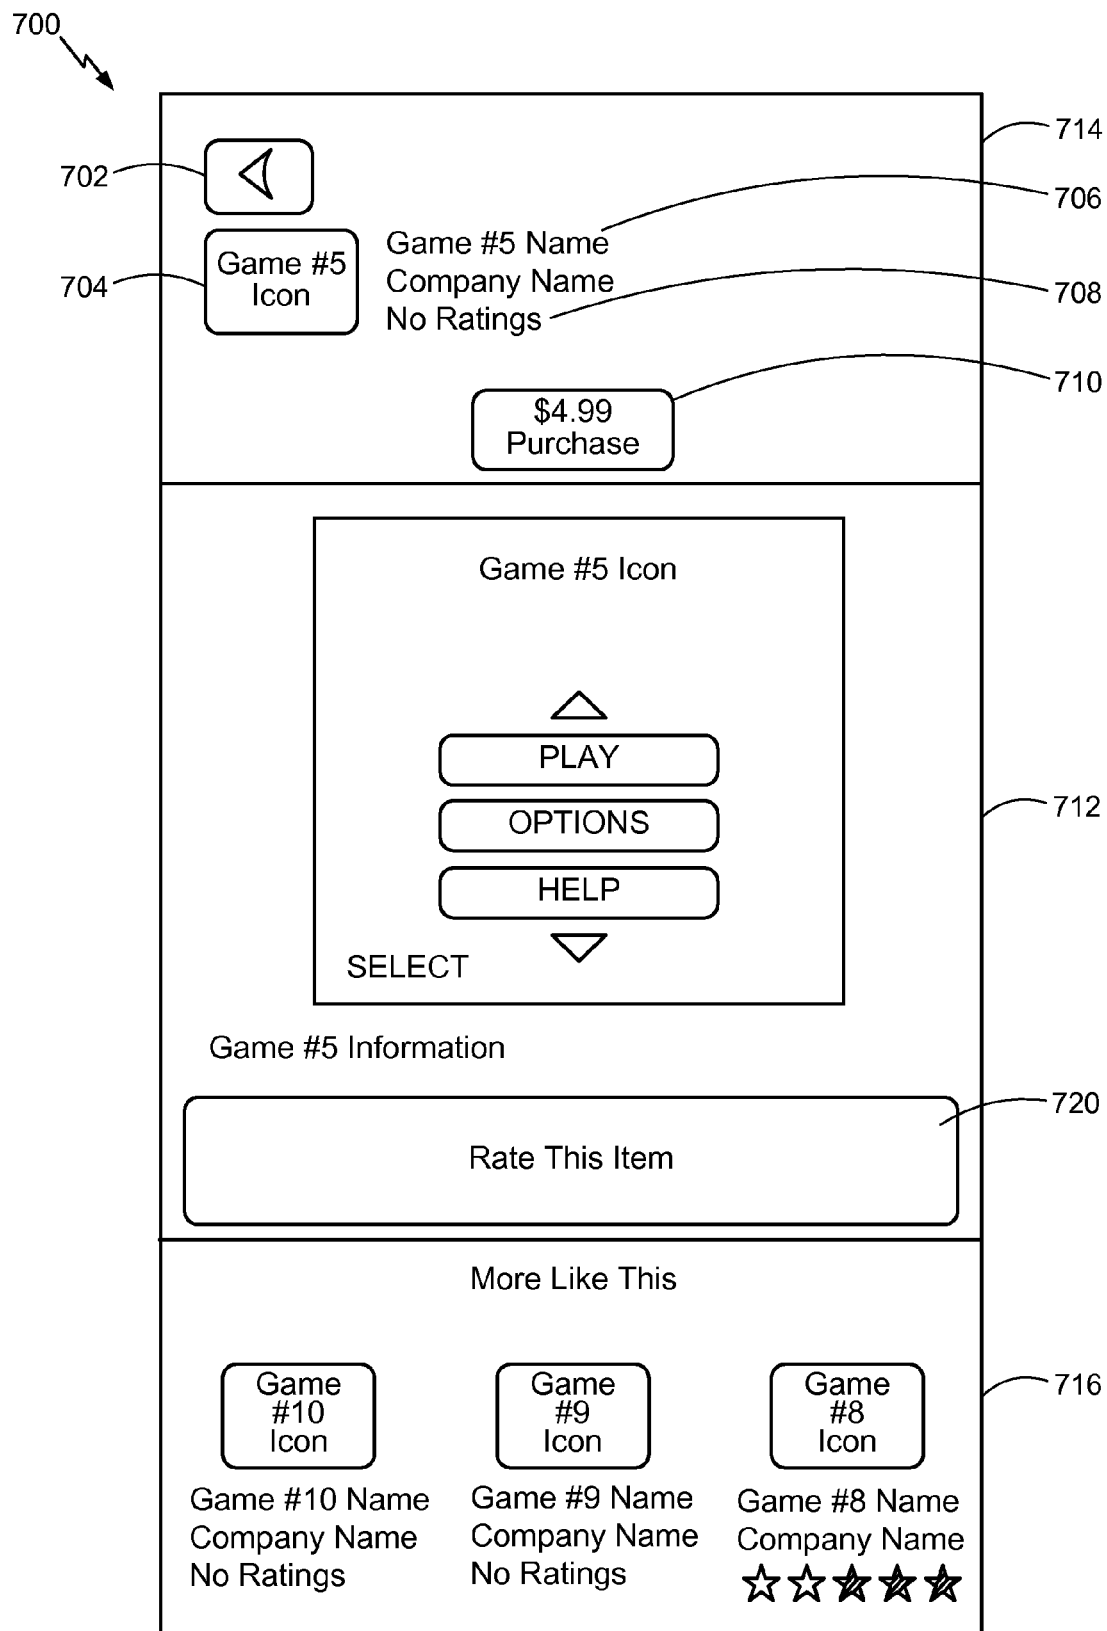 700
714
702
706
Game #5 Name
Game #5
Icon
704
Company Name
708
No Ratings
710
$4.99
Purchase
Game #5 Icon
PLAY
712
OPTIONS
HELP
SELECT
Game #5 Information
720
Rate This Item
More Like This
716
Game
#10
Icon
Game #10 Name
Company Name
No Ratings
Game
#9
Icon
Game #9 Name
Company Name
No Ratings
Game
#8
Icon
Game #8 Name
Company Name